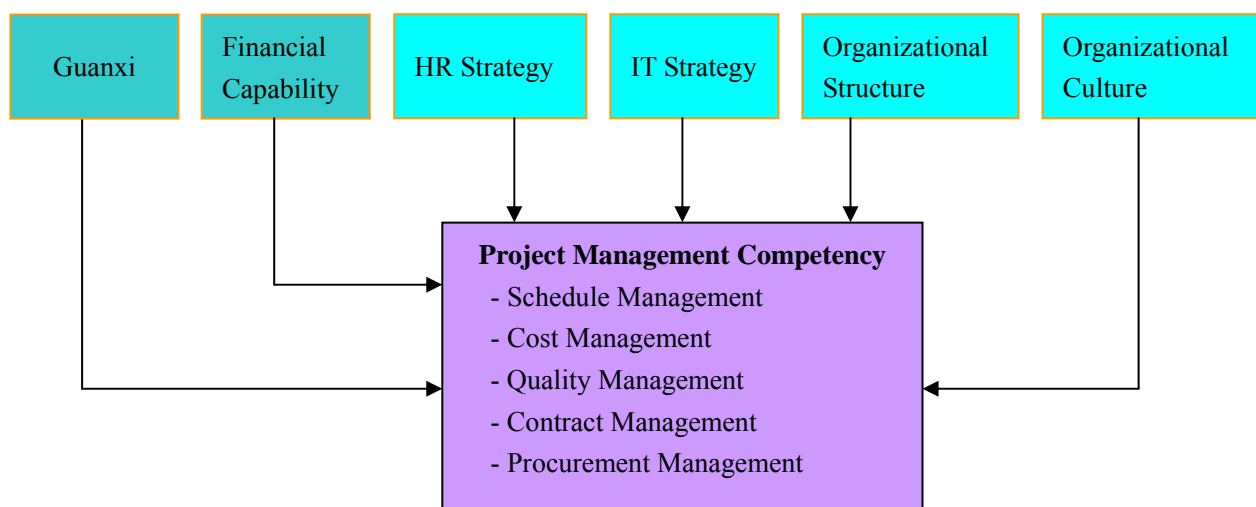 Guanxi
Financial
Capability
HR Strategy
IT Strategy
Organizational
Structure
Organizational
Culture
Project Management Competency
- Schedule Management
- Cost Management
- Quality Management
- Contract Management
- Procurement Management